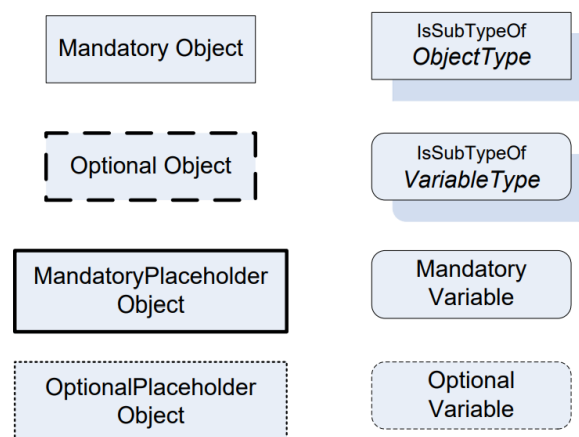 Mandatory Object
IsSubTypeOf
ObjectType
Optional Object
IsSubTypeOf
VariableType
MandatoryPlaceholder
Object
Mandatory
Variable
OptionalPlaceholder
Object
Optional
Variable